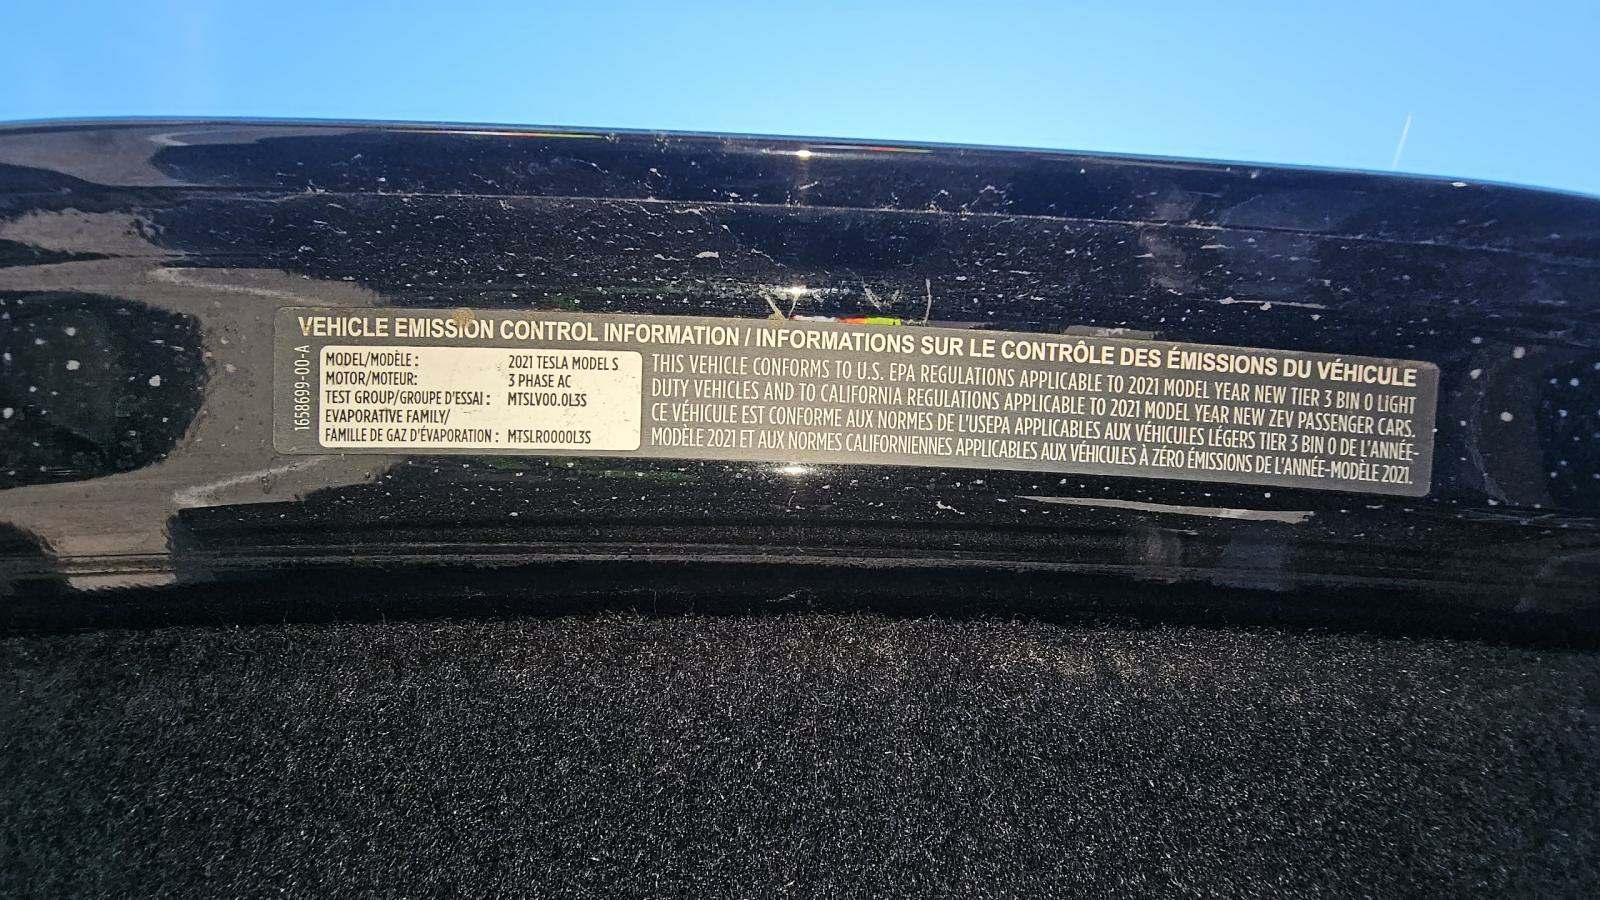 VEHICLE EMISSION CONTROL INFORMATION / INFORMATIONS SUR LE CONTRÔLE DES ÉMISSIONS DU VÉHICULE
1658699-00-A
MODEL/MODÈLE : 2021 TESLA MODEL S
MOTOR/MOTEUR: 3 PHASE AC
TEST GROUP/GROUPE D'ESSAI : MTSLV00.0L3S
EVAPORATIVE FAMILY/
FAMILLE DE GAZ D'ÉVAPORATION : MTSLR0000L3S
THIS VEHICLE CONFORMS TO U.S. EPA REGULATIONS APPLICABLE TO 2021 MODEL YEAR NEW TIER 3 BIN 0 LIGHT
DUTY VEHICLES AND TO CALIFORNIA REGULATIONS APPLICABLE TO 2021 MODEL YEAR NEW ZEV PASSENGER CARS.
CE VÉHICULE EST CONFORME AUX NORMES DE L'USEPA APPLICABLES AUX VÉHICULES LÉGERS TIER 3 BIN 0 DE L'ANNÉE-
MODÈLE 2021 ET AUX NORMES CALIFORNIENNES APPLICABLES AUX VÉHICULES À ZÉRO ÉMISSIONS DE L'ANNÉE-MODÈLE 2021.